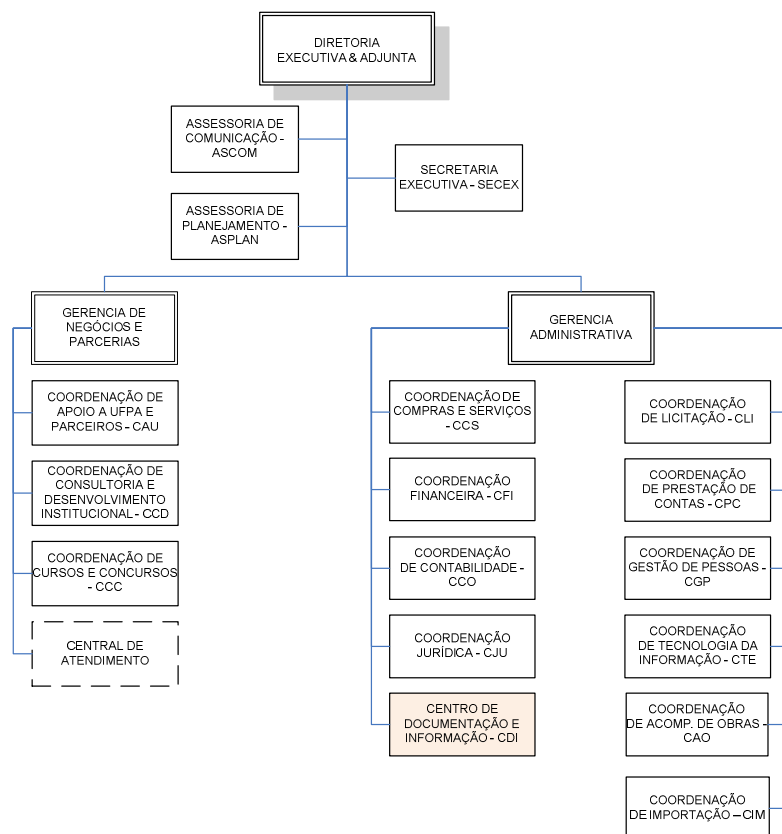 DIRETORIA
EXECUTIVA & ADJUNTA
ASSESSORIA DE
COMUNICAÇÃO -
ASCOM
SECRETARIA
EXECUTIVA - SECEX
ASSESSORIA DE
PLANEJAMENTO -
ASPLAN
GERENCIA DE
NEGÓCIOS E
PARCERIAS
GERENCIA
ADMINISTRATIVA
COORDENAÇÃO DE
APOIO A UFPA E
PARCEIROS - CAU
COORDENAÇÃO DE
CONSULTORIA E
DESENVOLVIMENTO
INSTITUCIONAL - CCD
COORDENAÇÃO DE
CURSOS E CONCURSOS
- CCC
CENTRAL DE
ATENDIMENTO
COORDENAÇÃO DE
COMPRAS E SERVIÇOS
- CCS
COORDENAÇÃO
FINANCEIRA - CFI
COORDENAÇÃO
DE CONTABILIDADE -
CCO
COORDENAÇÃO
JURÍDICA - CJU
CENTRO DE
DOCUMENTAÇÃO E
INFORMAÇÃO - CDI
COORDENAÇÃO
DE LICITAÇÃO - CLI
COORDENAÇÃO
DE PRESTAÇÃO DE
CONTAS - CPC
COORDENAÇÃO DE
GESTÃO DE PESSOAS -
CGP
COORDENAÇÃO
DE TECNOLOGIA DA
INFORMAÇÃO - CTE
COORDENAÇÃO
DE ACOMP. DE OBRAS -
CAO
COORDENAÇÃO
DE IMPORTAÇÃO – CIM